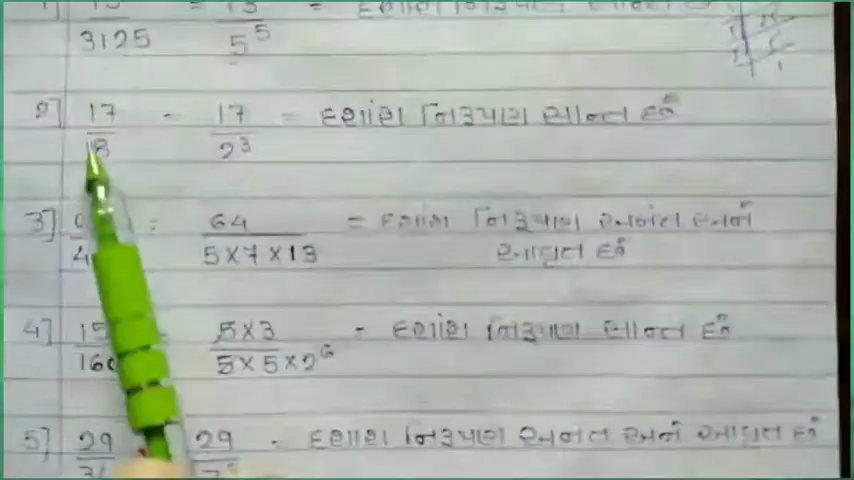 3125 5⁵
2] 17 - 17 = દશાંશ નિરૂપણ સાન્ત છે
8 2³
3] = 64 = દશાંશ નિરૂપણ અનંત અને
5×7×13 આવૃત છે
4] 15 5×3 - દશાંશ નિરૂપણ સાન્ત છે
160 5×5×2⁶
5] 29 29 - દશાંશ નિરૂપણ અનત અને આવૃત છે